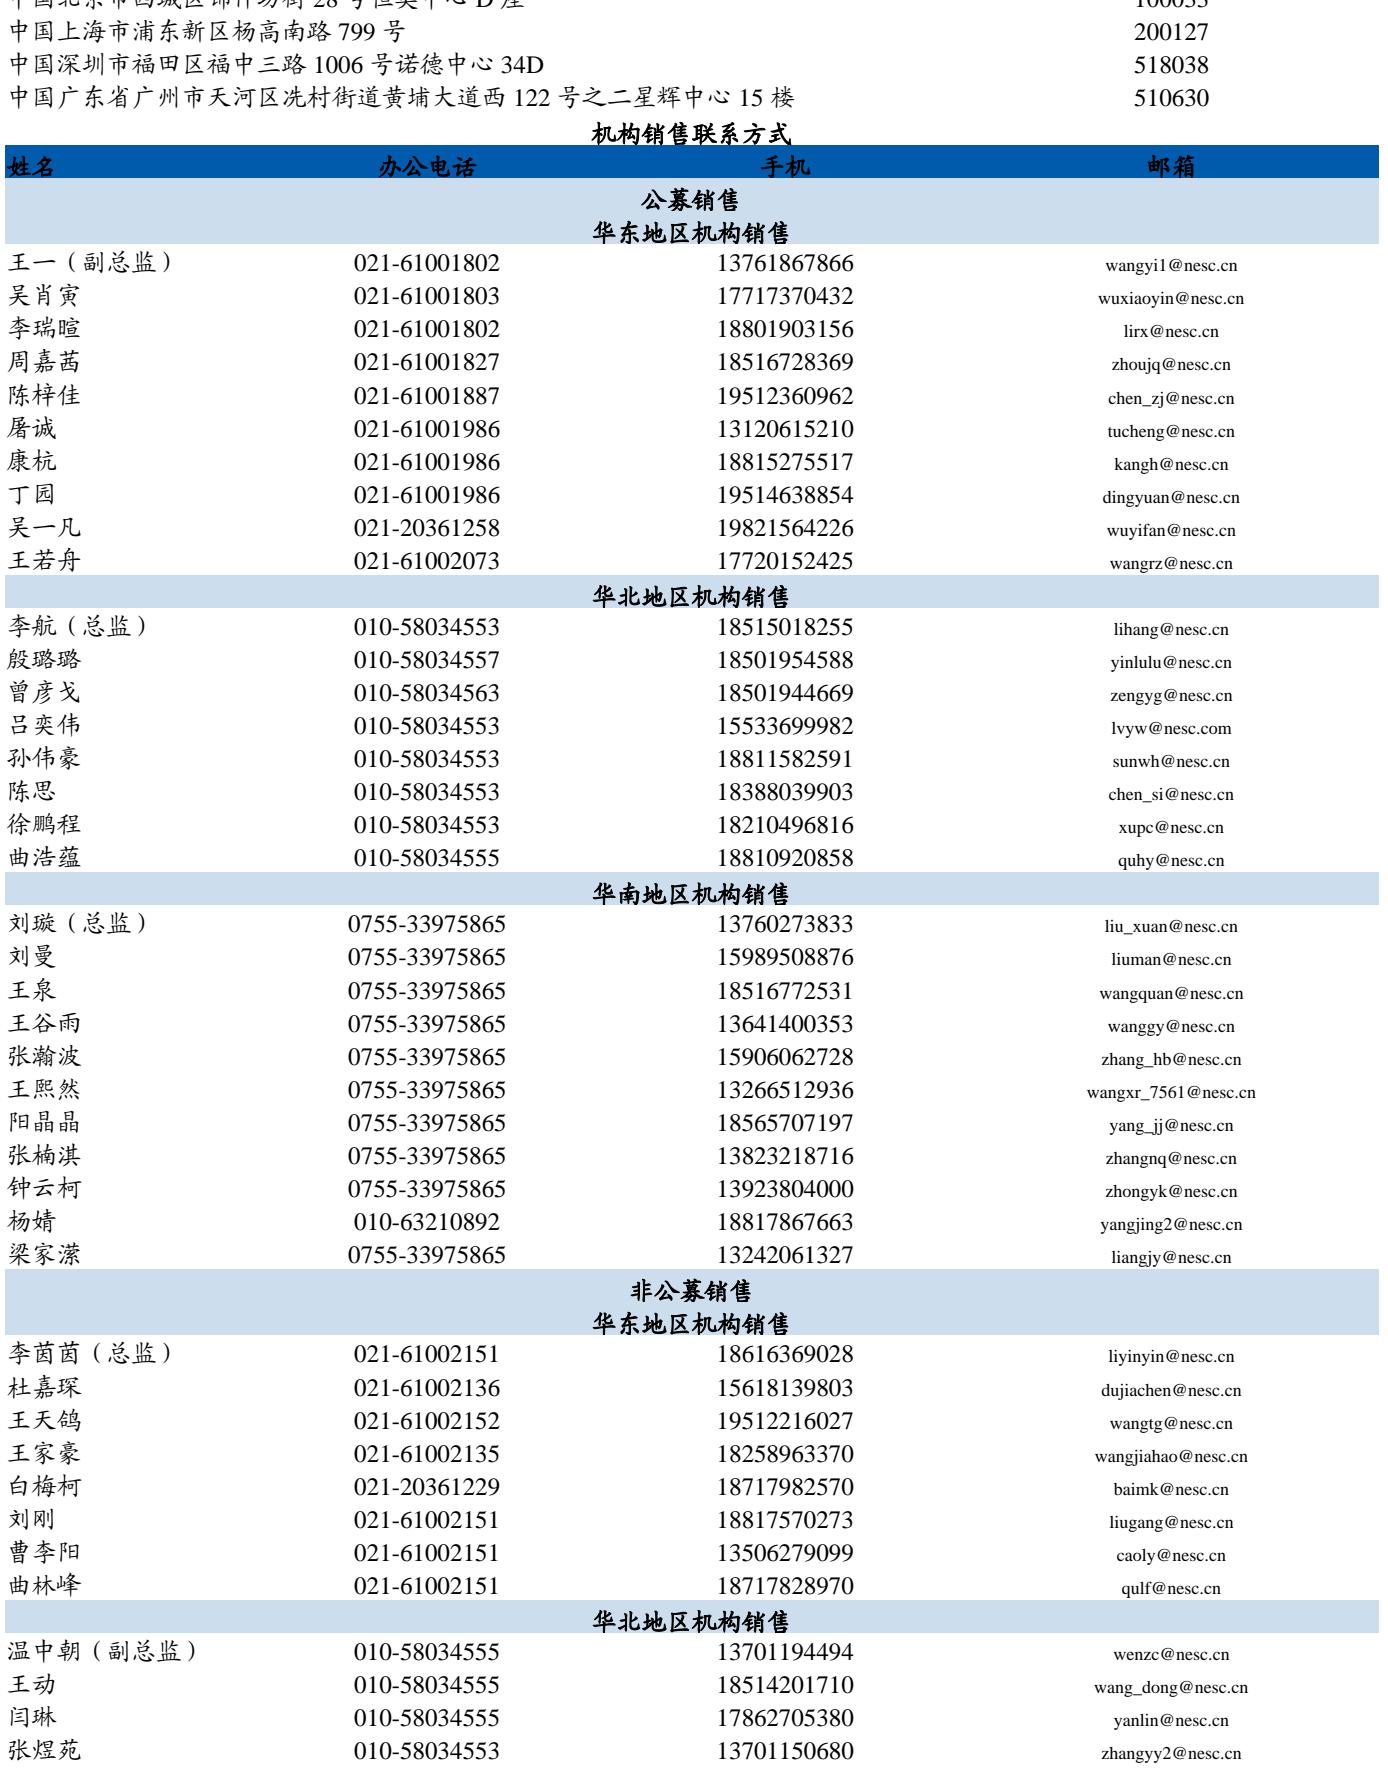 中国北京市西城区锦什坊街 28 号恒奥中心 D 座 100033
中国上海市浦东新区杨高南路 799 号 200127
中国深圳市福田区福中三路 1006 号诺德中心 34D 518038
中国广东省广州市天河区冼村街道黄埔大道西 122 号之二星辉中心 15 楼 510630
机构销售联系方式
姓名 办公电话 手机 邮箱
公募销售
华东地区机构销售
王一（副总监） 021-61001802 13761867866 wangyi1@nesc.cn
吴肖寅 021-61001803 17717370432 wuxiaoyin@nesc.cn
李瑞暄 021-61001802 18801903156 lirx@nesc.cn
周嘉茜 021-61001827 18516728369 zhoujq@nesc.cn
陈梓佳 021-61001887 19512360962 chen_zj@nesc.cn
屠诚 021-61001986 13120615210 tucheng@nesc.cn
康杭 021-61001986 18815275517 kangh@nesc.cn
丁园 021-61001986 19514638854 dingyuan@nesc.cn
吴一凡 021-20361258 19821564226 wuyifan@nesc.cn
王若舟 021-61002073 17720152425 wangrz@nesc.cn
华北地区机构销售
李航（总监） 010-58034553 18515018255 lihang@nesc.cn
殷璐璐 010-58034557 18501954588 yinlulu@nesc.cn
曾彦戈 010-58034563 18501944669 zengyg@nesc.cn
吕奕伟 010-58034553 15533699982 lvyw@nesc.com
孙伟豪 010-58034553 18811582591 sunwh@nesc.cn
陈思 010-58034553 18388039903 chen_si@nesc.cn
徐鹏程 010-58034553 18210496816 xupc@nesc.cn
曲浩蕴 010-58034555 18810920858 quhy@nesc.cn
华南地区机构销售
刘璇（总监） 0755-33975865 13760273833 liu_xuan@nesc.cn
刘曼 0755-33975865 15989508876 liuman@nesc.cn
王泉 0755-33975865 18516772531 wangquan@nesc.cn
王谷雨 0755-33975865 13641400353 wanggy@nesc.cn
张瀚波 0755-33975865 15906062728 zhang_hb@nesc.cn
王熙然 0755-33975865 13266512936 wangxr_7561@nesc.cn
阳晶晶 0755-33975865 18565707197 yang_jj@nesc.cn
张楠淇 0755-33975865 13823218716 zhangnq@nesc.cn
钟云柯 0755-33975865 13923804000 zhongyk@nesc.cn
杨婧 010-63210892 18817867663 yangjing2@nesc.cn
梁家潆 0755-33975865 13242061327 liangjy@nesc.cn
非公募销售
华东地区机构销售
李茵茵（总监） 021-61002151 18616369028 liyinyin@nesc.cn
杜嘉琛 021-61002136 15618139803 dujiachen@nesc.cn
王天鸽 021-61002152 19512216027 wangtg@nesc.cn
王家豪 021-61002135 18258963370 wangjiahao@nesc.cn
白梅柯 021-20361229 18717982570 baimk@nesc.cn
刘刚 021-61002151 18817570273 liugang@nesc.cn
曹李阳 021-61002151 13506279099 caoly@nesc.cn
曲林峰 021-61002151 18717828970 qulf@nesc.cn
华北地区机构销售
温中朝（副总监） 010-58034555 13701194494 wenzc@nesc.cn
王动 010-58034555 18514201710 wang_dong@nesc.cn
闫琳 010-58034555 17862705380 yanlin@nesc.cn
张煜苑 010-58034553 13701150680 zhangyy2@nesc.cn